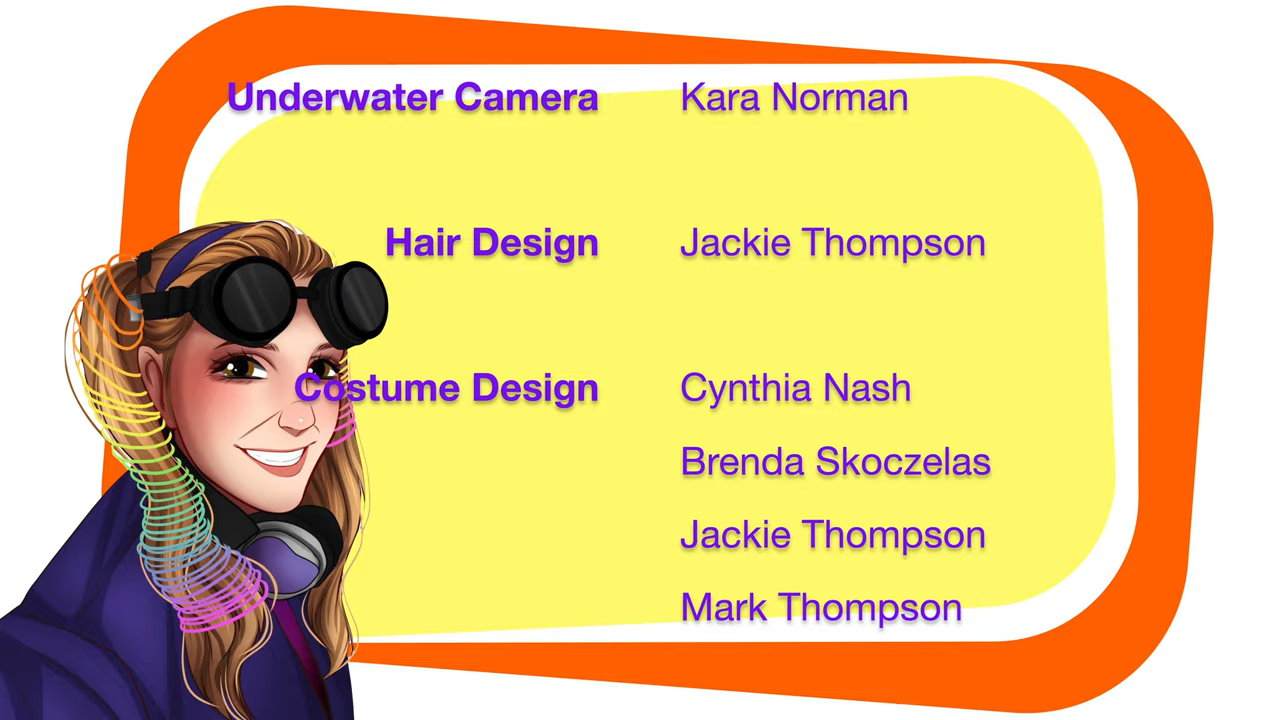 Underwater Camera Kara Norman
Hair Design Jackie Thompson
Costume Design Cynthia Nash
Brenda Skoczelas
Jackie Thompson
Mark Thompson